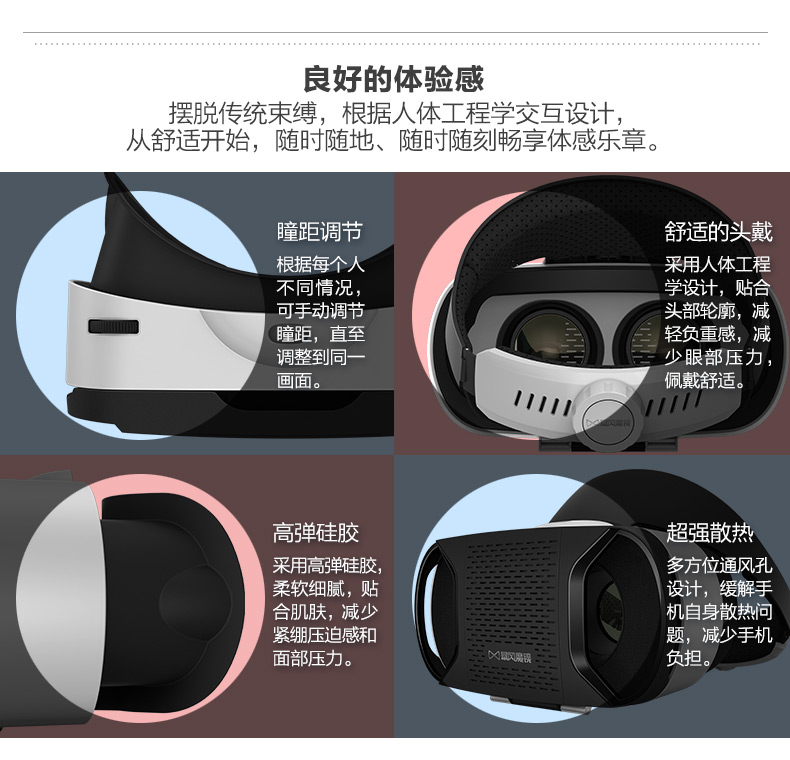 良好的体验感
摆脱传统束缚，根据人体工程学交互设计，
从舒适开始，随时随地、随时随刻畅享体感乐章。
瞳距调节
根据每个人
不同情况，
可手动调节
瞳距，直至
调整到同一
画面。
舒适的头戴
采用人体工程
学设计，贴合
头部轮廓，减
轻负重感，减
少眼部压力，
佩戴舒适。
暴风魔镜
高弹硅胶
采用高弹硅胶，
柔软细腻，贴
合肌肤，减少
紧绷压迫感和
面部压力。
超强散热
多方位通风孔
设计，缓解手
机自身散热问
题，减少手机
负担。
暴风魔镜